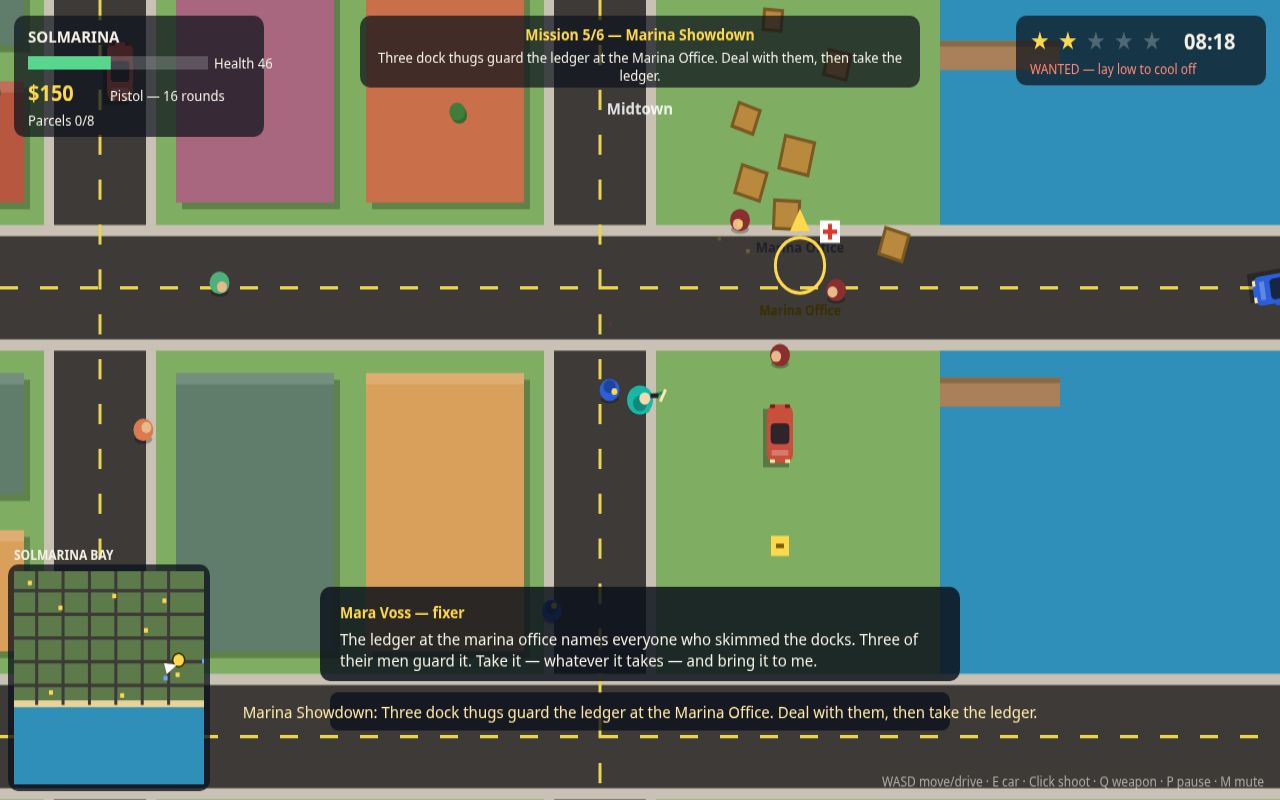 SOLMARINA
Health 46
$150
Pistol — 16 rounds
Parcels 0/8
Mission 5/6 — Marina Showdown
Three dock thugs guard the ledger at the Marina Office. Deal with them, then take the
ledger.
08:18
WANTED — lay low to cool off
Midtown
Marina Office
Marina Office
SOLMARINA BAY
Mara Voss — fixer
The ledger at the marina office names everyone who skimmed the docks. Three of
their men guard it. Take it — whatever it takes — and bring it to me.
Marina Showdown: Three dock thugs guard the ledger at the Marina Office. Deal with them, then take the ledger.
WASD move/drive · E car · Click shoot · Q weapon · P pause · M mute